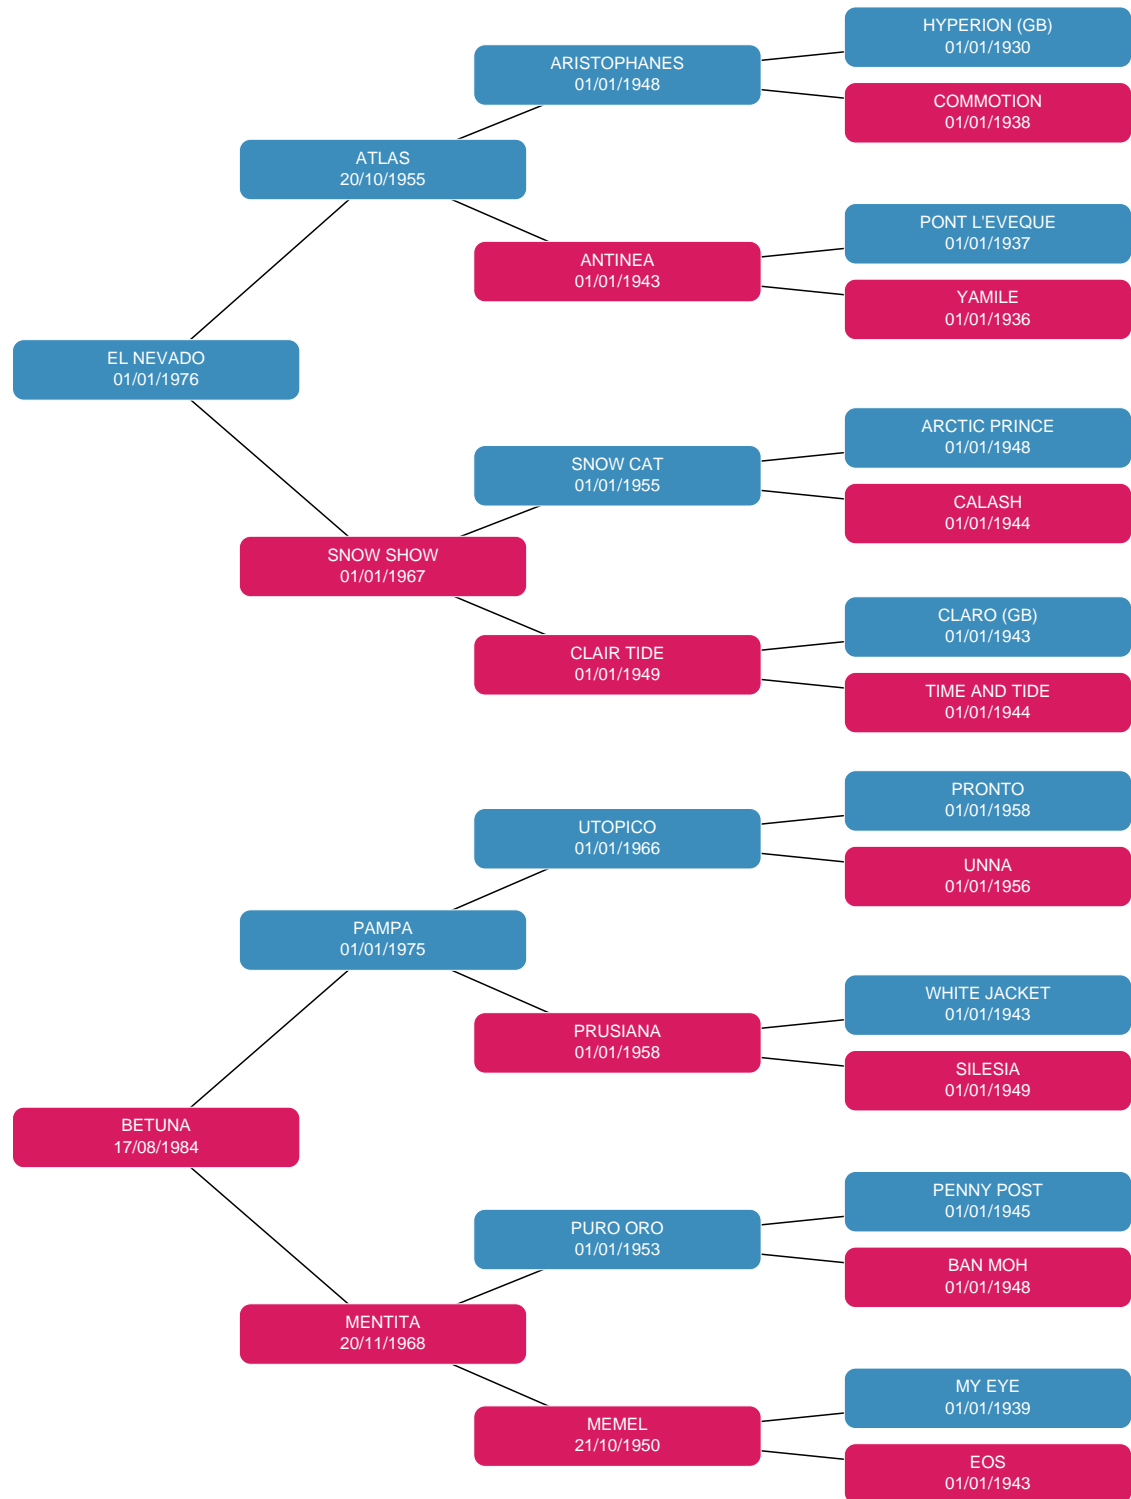 HYPERION (GB)
01/01/1930
ARISTOPHANES
01/01/1948
COMMOTION
01/01/1938
ATLAS
20/10/1955
PONT L'EVEQUE
01/01/1937
ANTINEA
01/01/1943
YAMILE
01/01/1936
EL NEVADO
01/01/1976
ARCTIC PRINCE
01/01/1948
SNOW CAT
01/01/1955
CALASH
01/01/1944
SNOW SHOW
01/01/1967
CLARO (GB)
01/01/1943
CLAIR TIDE
01/01/1949
TIME AND TIDE
01/01/1944
PRONTO
01/01/1958
UTOPICO
01/01/1966
UNNA
01/01/1956
PAMPA
01/01/1975
WHITE JACKET
01/01/1943
PRUSIANA
01/01/1958
SILESIA
01/01/1949
BETUNA
17/08/1984
PENNY POST
01/01/1945
PURO ORO
01/01/1953
BAN MOH
01/01/1948
MENTITA
20/11/1968
MY EYE
01/01/1939
MEMEL
21/10/1950
EOS
01/01/1943